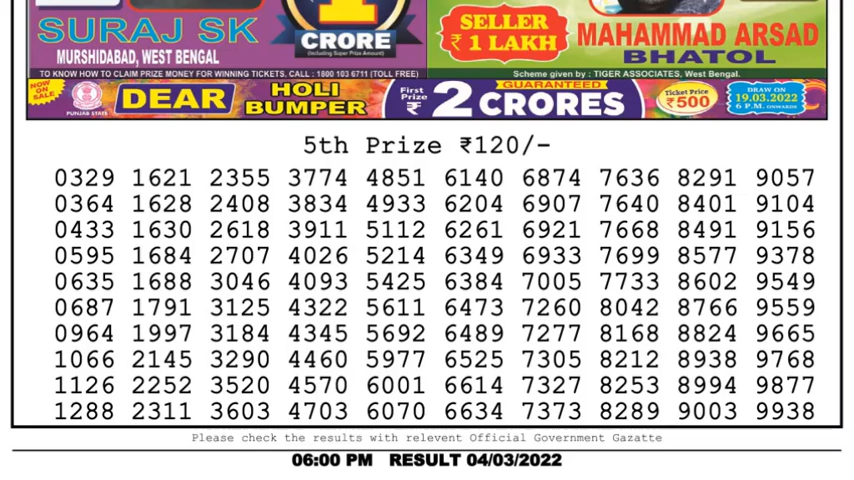 SURAJ SK
MURSHIDABAD, WEST BENGAL
1
CRORE
(Including Super Prize Amount)
SELLER
₹ 1 LAKH
MAHAMMAD ARSAD
BHATOL
TO KNOW HOW TO CLAIM PRIZE MONEY FOR WINNING TICKETS. CALL : 1800 103 6711 (TOLL FREE)
Scheme given by : TIGER ASSOCIATES, West Bengal.
NOW ON SALE
PUNJAB STATE
DEAR
HOLI
BUMPER
First Prize ₹
2 CRORES
GUARANTEED
Ticket Price
₹500
DRAW ON
19.03.2022
6 P.M. ONWARDS
5th Prize ₹120/-
0329 1621 2355 3774 4851 6140 6874 7636 8291 9057
0364 1628 2408 3834 4933 6204 6907 7640 8401 9104
0433 1630 2618 3911 5112 6261 6921 7668 8491 9156
0595 1684 2707 4026 5214 6349 6933 7699 8577 9378
0635 1688 3046 4093 5425 6384 7005 7733 8602 9549
0687 1791 3125 4322 5611 6473 7260 8042 8766 9559
0964 1997 3184 4345 5692 6489 7277 8168 8824 9665
1066 2145 3290 4460 5977 6525 7305 8212 8938 9768
1126 2252 3520 4570 6001 6614 7327 8253 8994 9877
1288 2311 3603 4703 6070 6634 7373 8289 9003 9938
Please check the results with relevent Official Government Gazatte
06:00 PM RESULT 04/03/2022